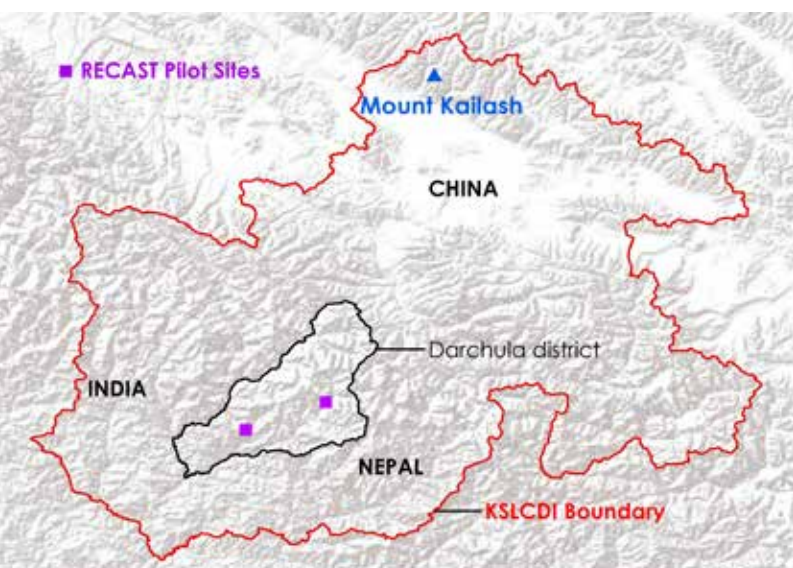 RECAST Pilot Sites
Mount Kailash
CHINA
Darchula district
INDIA
NEPAL
KSLCDI Boundary